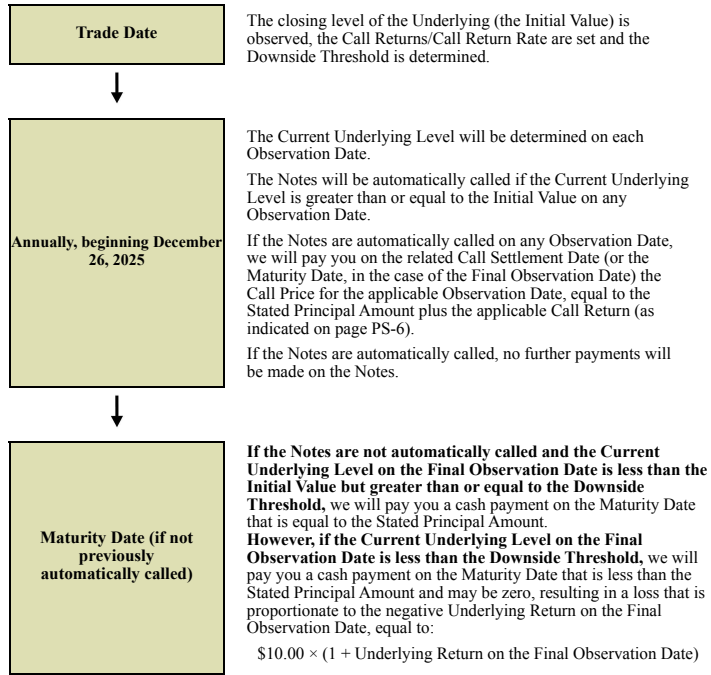 Trade Date
The closing level of the Underlying (the Initial Value) is
observed, the Call Returns/Call Return Rate are set and the
Downside Threshold is determined.
Annually, beginning December
26, 2025
The Current Underlying Level will be determined on each
Observation Date.
The Notes will be automatically called if the Current Underlying
Level is greater than or equal to the Initial Value on any
Observation Date.
If the Notes are automatically called on any Observation Date,
we will pay you on the related Call Settlement Date (or the
Maturity Date, in the case of the Final Observation Date) the
Call Price for the applicable Observation Date, equal to the
Stated Principal Amount plus the applicable Call Return (as
indicated on page PS-6).
If the Notes are automatically called, no further payments will
be made on the Notes.
Maturity Date (if not
previously
automatically called)
If the Notes are not automatically called and the Current
Underlying Level on the Final Observation Date is less than the
Initial Value but greater than or equal to the Downside
Threshold, we will pay you a cash payment on the Maturity Date
that is equal to the Stated Principal Amount.
However, if the Current Underlying Level on the Final
Observation Date is less than the Downside Threshold, we will
pay you a cash payment on the Maturity Date that is less than the
Stated Principal Amount and may be zero, resulting in a loss that is
proportionate to the negative Underlying Return on the Final
Observation Date, equal to:
$10.00 × (1 + Underlying Return on the Final Observation Date)